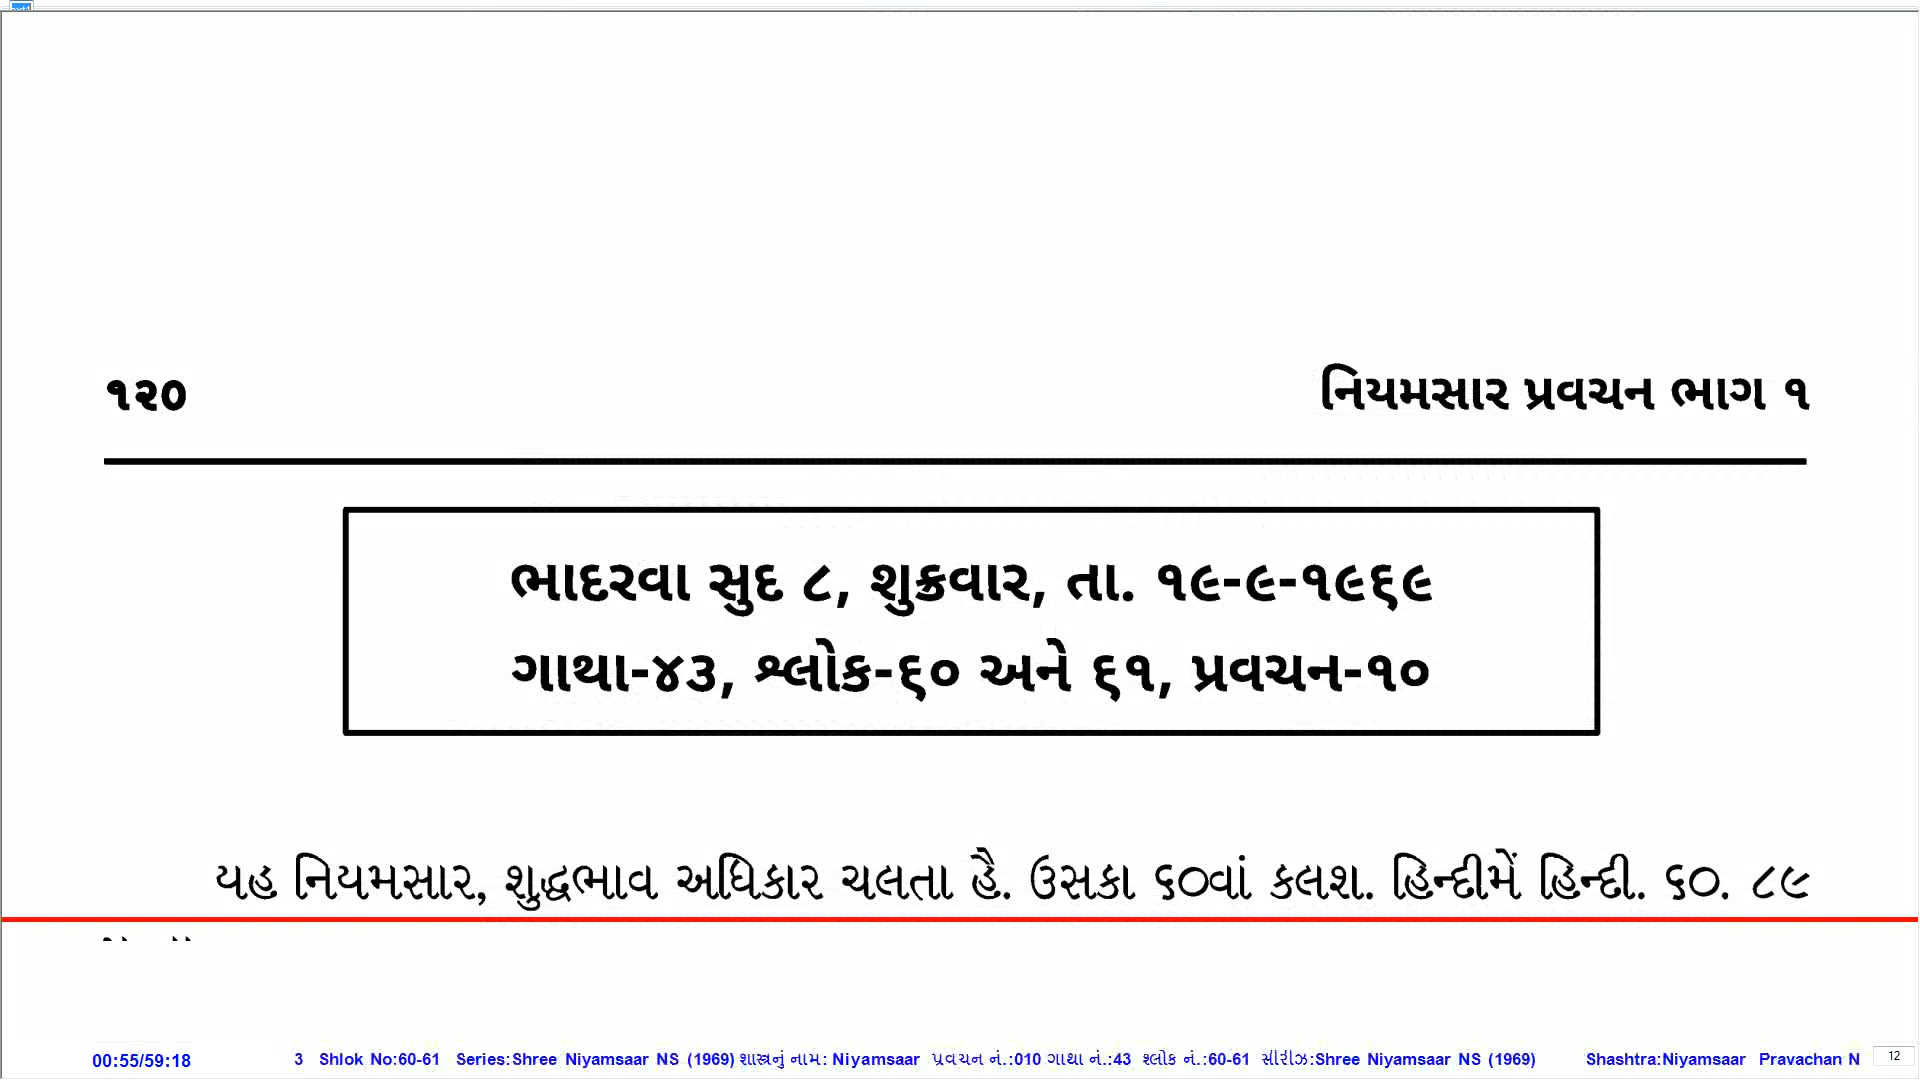 ૧૨૦ નિયમસાર પ્રવચન ભાગ ૧
ભાદરવા સુદ ૮, શુક્રવાર, તા. ૧૯-૯-૧૯૬૯
ગાથા-૪૩, શ્લોક-૬૦ અને ૬૧, પ્રવચન-૧૦
યહ નિયમસાર, શુદ્ધભાવ અધિકાર ચલતા હૈ. ઉસકા ૬૦વાં કલશ. હિન્દીમેં હિન્દી. ૬૦. ૮૯
00:55/59:18 3 Shlok No:60-61 Series:Shree Niyamsaar NS (1969) શાસ્ત્રનું નામ: Niyamsaar પ્રવચન નં.:010 ગાથા નં.:43 શ્લોક નં.:60-61 સીરીઝ:Shree Niyamsaar NS (1969) Shashtra:Niyamsaar Pravachan N 12